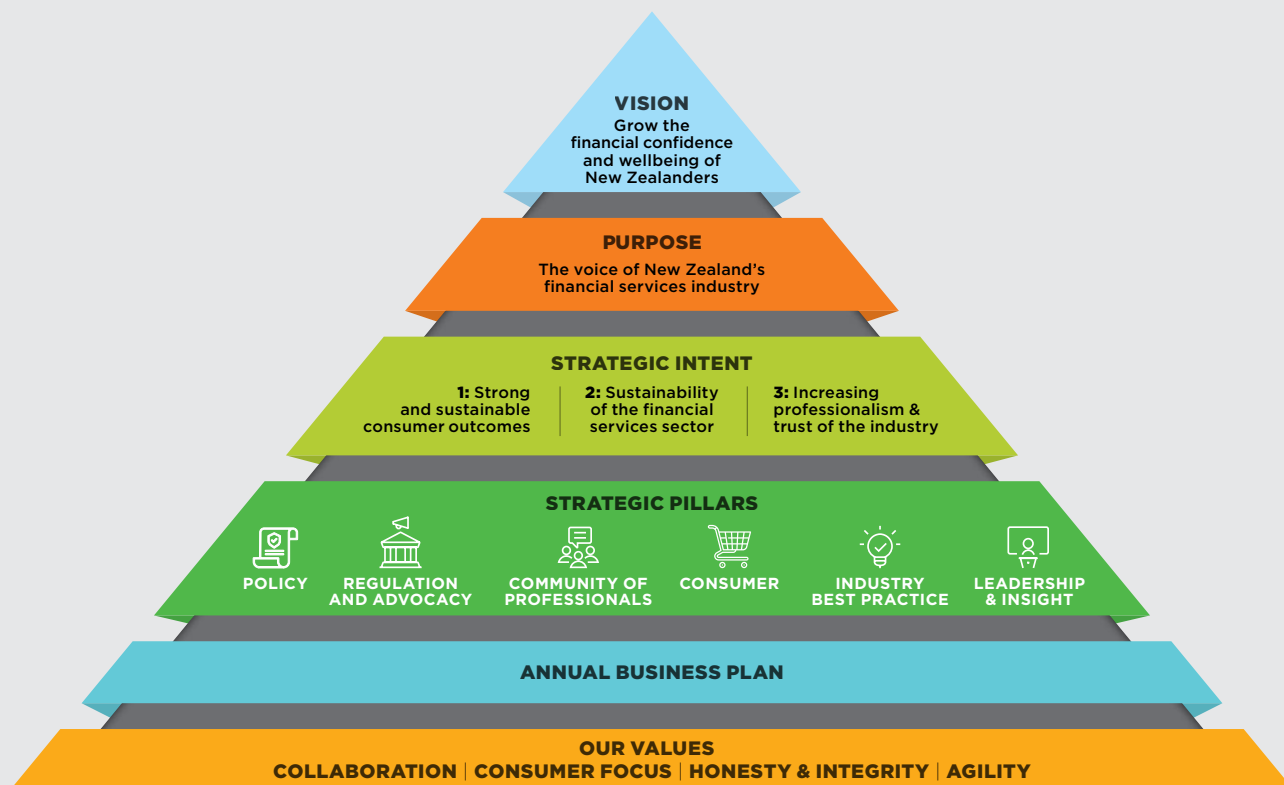 VISION
Grow the
financial confidence
and wellbeing of
New Zealanders
PURPOSE
The voice of New Zealand’s
financial services industry
STRATEGIC INTENT
1: Strong
and sustainable
consumer outcomes
2: Sustainability
of the financial
services sector
3: Increasing
professionalism &
trust of the industry
STRATEGIC PILLARS
POLICY
REGULATION
AND ADVOCACY
COMMUNITY OF
PROFESSIONALS
CONSUMER
INDUSTRY
BEST PRACTICE
LEADERSHIP
& INSIGHT
ANNUAL BUSINESS PLAN
OUR VALUES
COLLABORATION | CONSUMER FOCUS | HONESTY & INTEGRITY | AGILITY